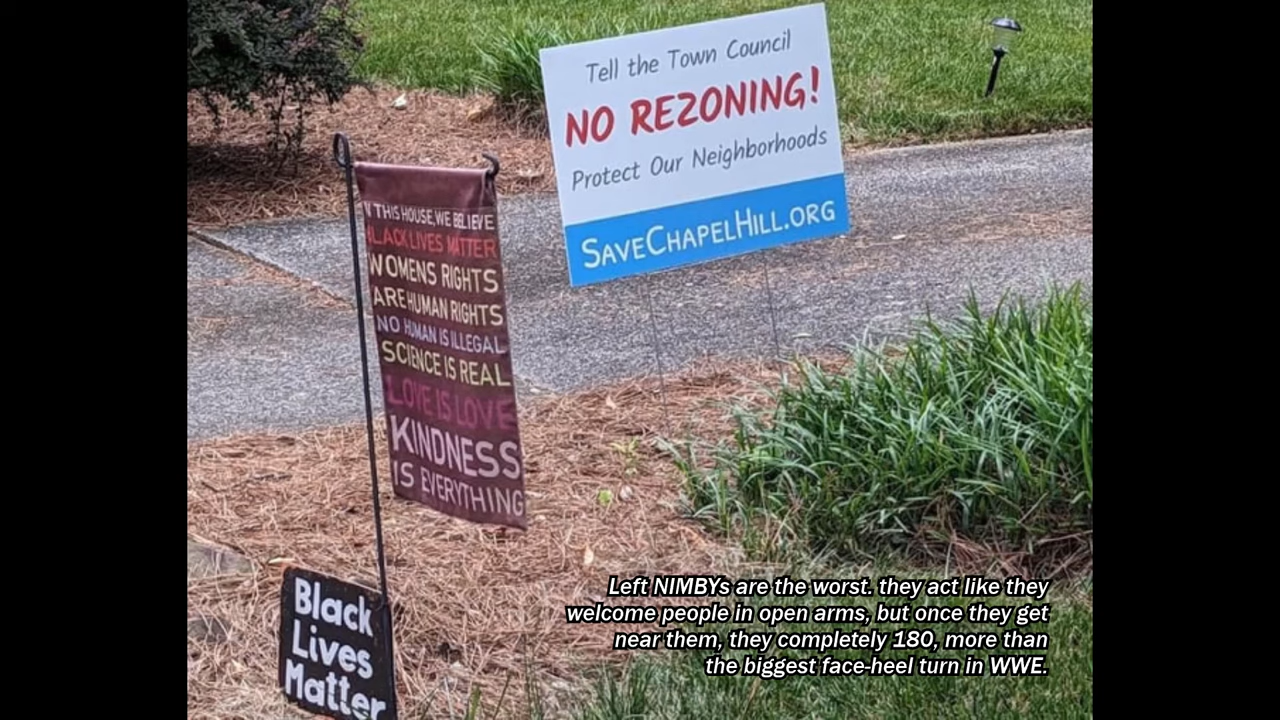 Tell the Town Council
NO REZONING!
Protect Our Neighborhoods
SAVECHAPELHILL.ORG
N THIS HOUSE, WE BELIEVE
BLACK LIVES MATTER
WOMENS RIGHTS
ARE HUMAN RIGHTS
NO HUMAN IS ILLEGAL
SCIENCE IS REAL
LOVE IS LOVE
KINDNESS
IS EVERYTHING
Black
Lives
Matter
Left NIMBYs are the worst. they act like they
welcome people in open arms, but once they get
near them, they completely 180, more than
the biggest face-heel turn in WWE.